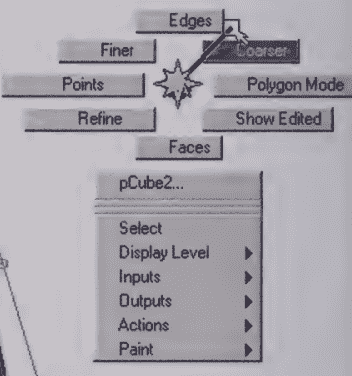 Edges
Finer
Coarser
Points
Polygon Mode
Refine
Show Edited
Faces
pCube2...
Select
Display Level
Inputs
Outputs
Actions
Paint